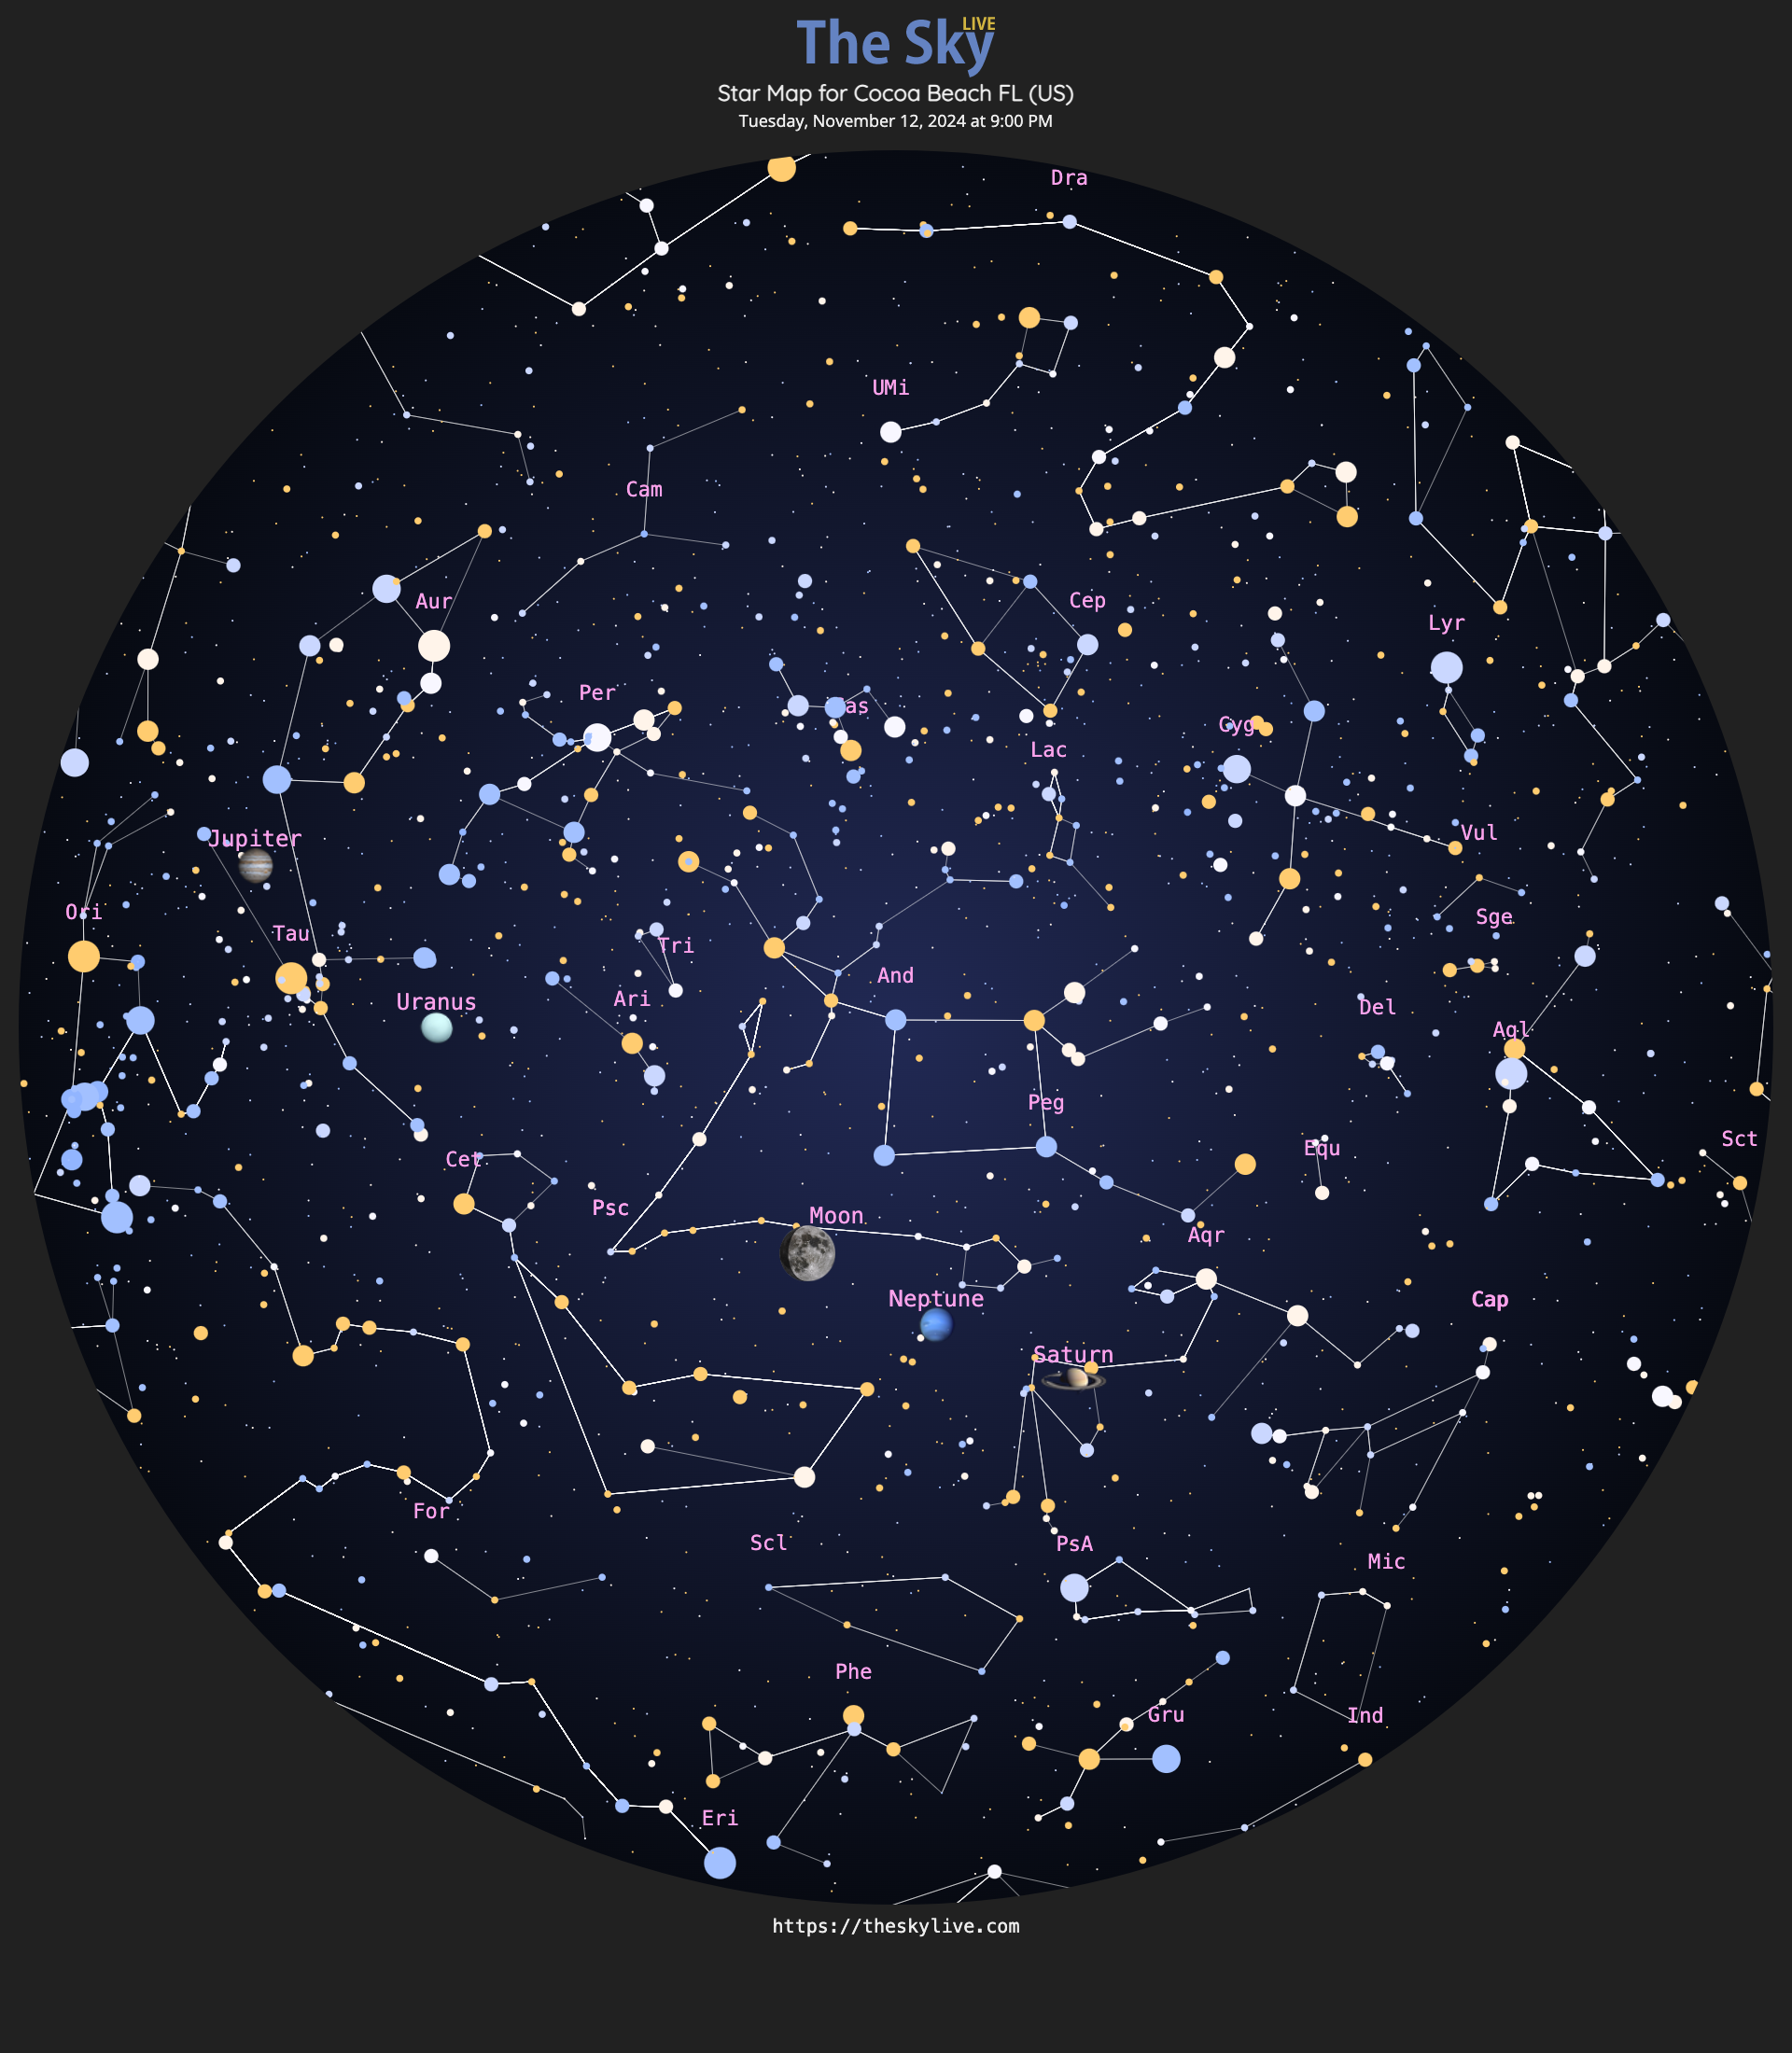 The Sky LIVE
Star Map for Cocoa Beach FL (US)
Tuesday, November 12, 2024 at 9:00 PM
Dra
UMi
Cam
Aur
Cep
Lyr
Per
as
Cyg
Lac
Vul
Jupiter
Ori
Sge
Tau
Tri
And
Ari
Uranus
Del
Aql
Peg
Sct
Equ
Cet
Psc
Moon
Aqr
Neptune
Cap
Saturn
For
Scl
PsA
Mic
Phe
Gru
Ind
Eri
https://theskylive.com